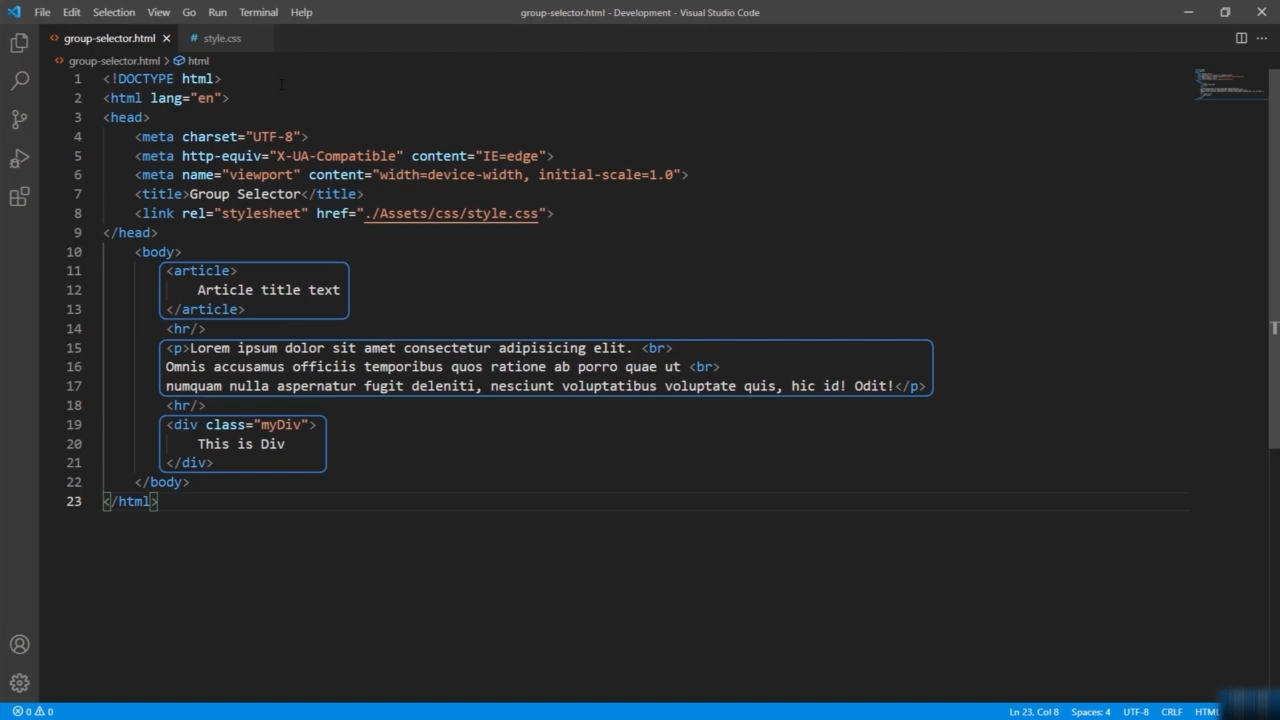 File Edit Selection View Go Run Terminal Help group-selector.html - Development - Visual Studio Code
group-selector.html style.css
group-selector.html > html
1 <!DOCTYPE html>
2 <html lang="en">
3 <head>
4 <meta charset="UTF-8">
5 <meta http-equiv="X-UA-Compatible" content="IE=edge">
6 <meta name="viewport" content="width=device-width, initial-scale=1.0">
7 <title>Group Selector</title>
8 <link rel="stylesheet" href="./Assets/css/style.css">
9 </head>
10 <body>
11 <article>
12 Article title text
13 </article>
14 <hr/>
15 <p>Lorem ipsum dolor sit amet consectetur adipisicing elit. <br>
16 Omnis accusamus officiis temporibus quos ratione ab porro quae ut <br>
17 numquam nulla aspernatur fugit deleniti, nesciunt voluptatibus voluptate quis, hic id! Odit!</p>
18 <hr/>
19 <div class="myDiv">
20 This is Div
21 </div>
22 </body>
23 </html>
0 0 Ln 23, Col 8 Spaces: 4 UTF-8 CRLF HTML